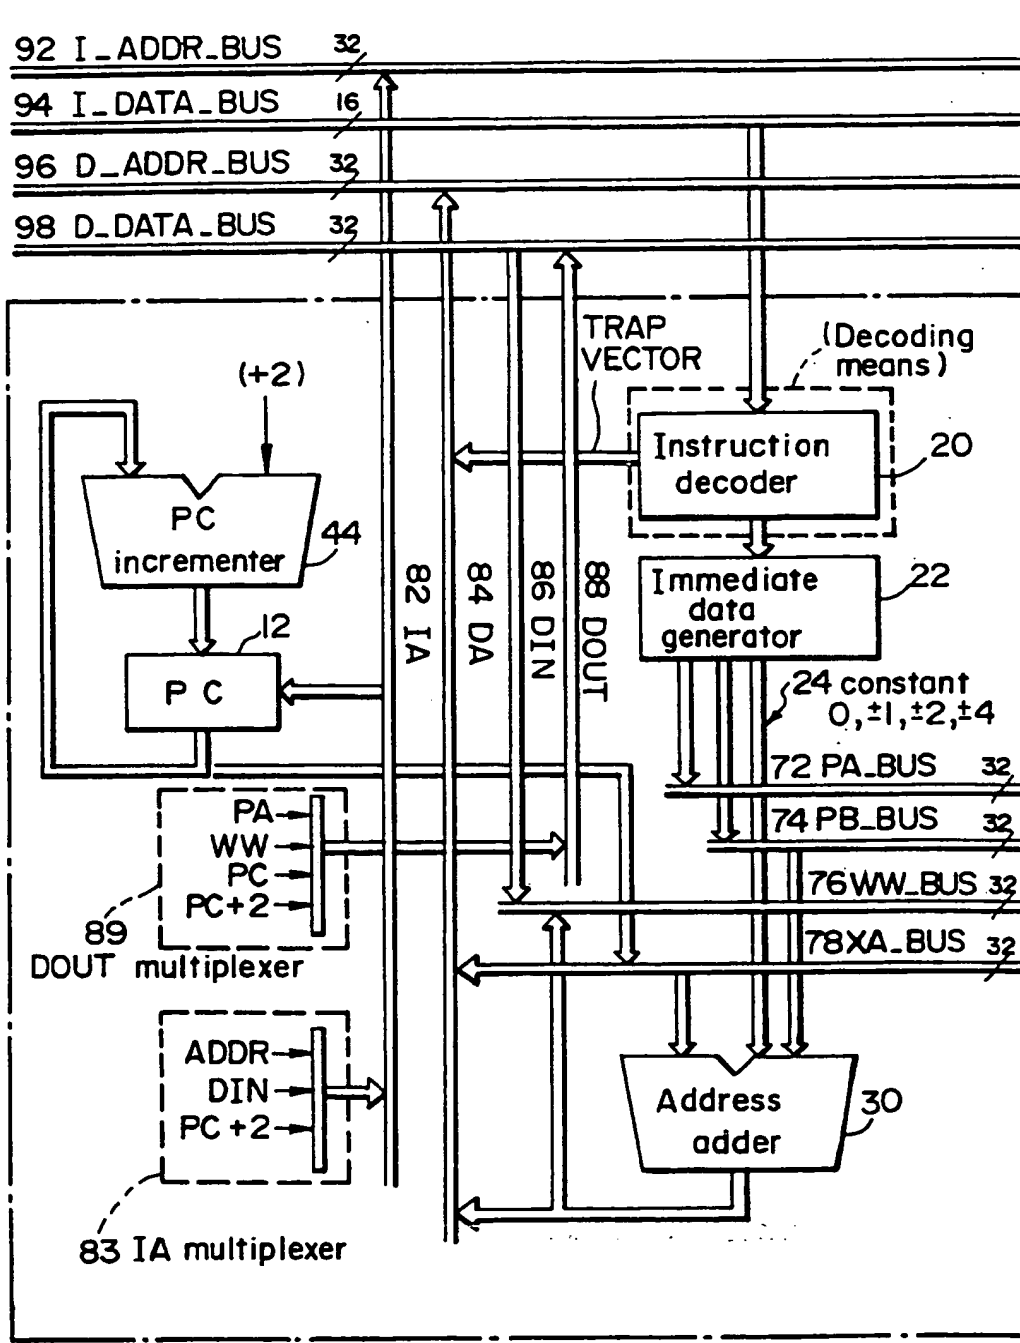 92 I_ADDR_BUS 32
94 I_DATA_BUS 16
96 D_ADDR_BUS 32
98 D_DATA_BUS 32
TRAP
VECTOR
(Decoding
means)
(+2)
Instruction
decoder
20
PC
incrementer
44
82 IA
84 DA
86 DIN
88 DOUT
Immediate
data
generator
22
12
PC
24 constant
0,±1,±2,±4
72 PA_BUS 32
74 PB_BUS 32
76 WW_BUS 32
78 XA_BUS 32
PA
WW
PC
PC+2
89
DOUT multiplexer
ADDR
DIN
PC+2
83 IA multiplexer
Address
adder
30